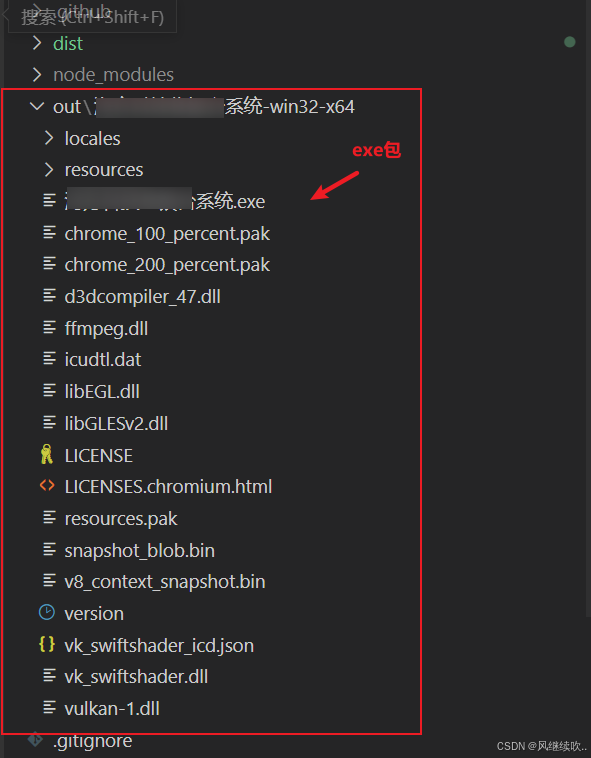 搜索 (Ctrl+Shift+F)
.github
dist
node_modules
out\ 系统-win32-x64
locales
exe包
resources
系统.exe
chrome_100_percent.pak
chrome_200_percent.pak
d3dcompiler_47.dll
ffmpeg.dll
icudtl.dat
libEGL.dll
libGLESv2.dll
LICENSE
LICENSES.chromium.html
resources.pak
snapshot_blob.bin
v8_context_snapshot.bin
version
vk_swiftshader_icd.json
vk_swiftshader.dll
vulkan-1.dll
.gitignore
CSDN @风继续吹..